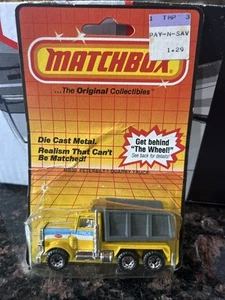 PAY-N-SAV
1.29
MATCHBOX
...The Original Collectibles
Die Cast Metal.
Realism That Can't
Be Matched!
Get behind
"The Wheel!"
See back for details!